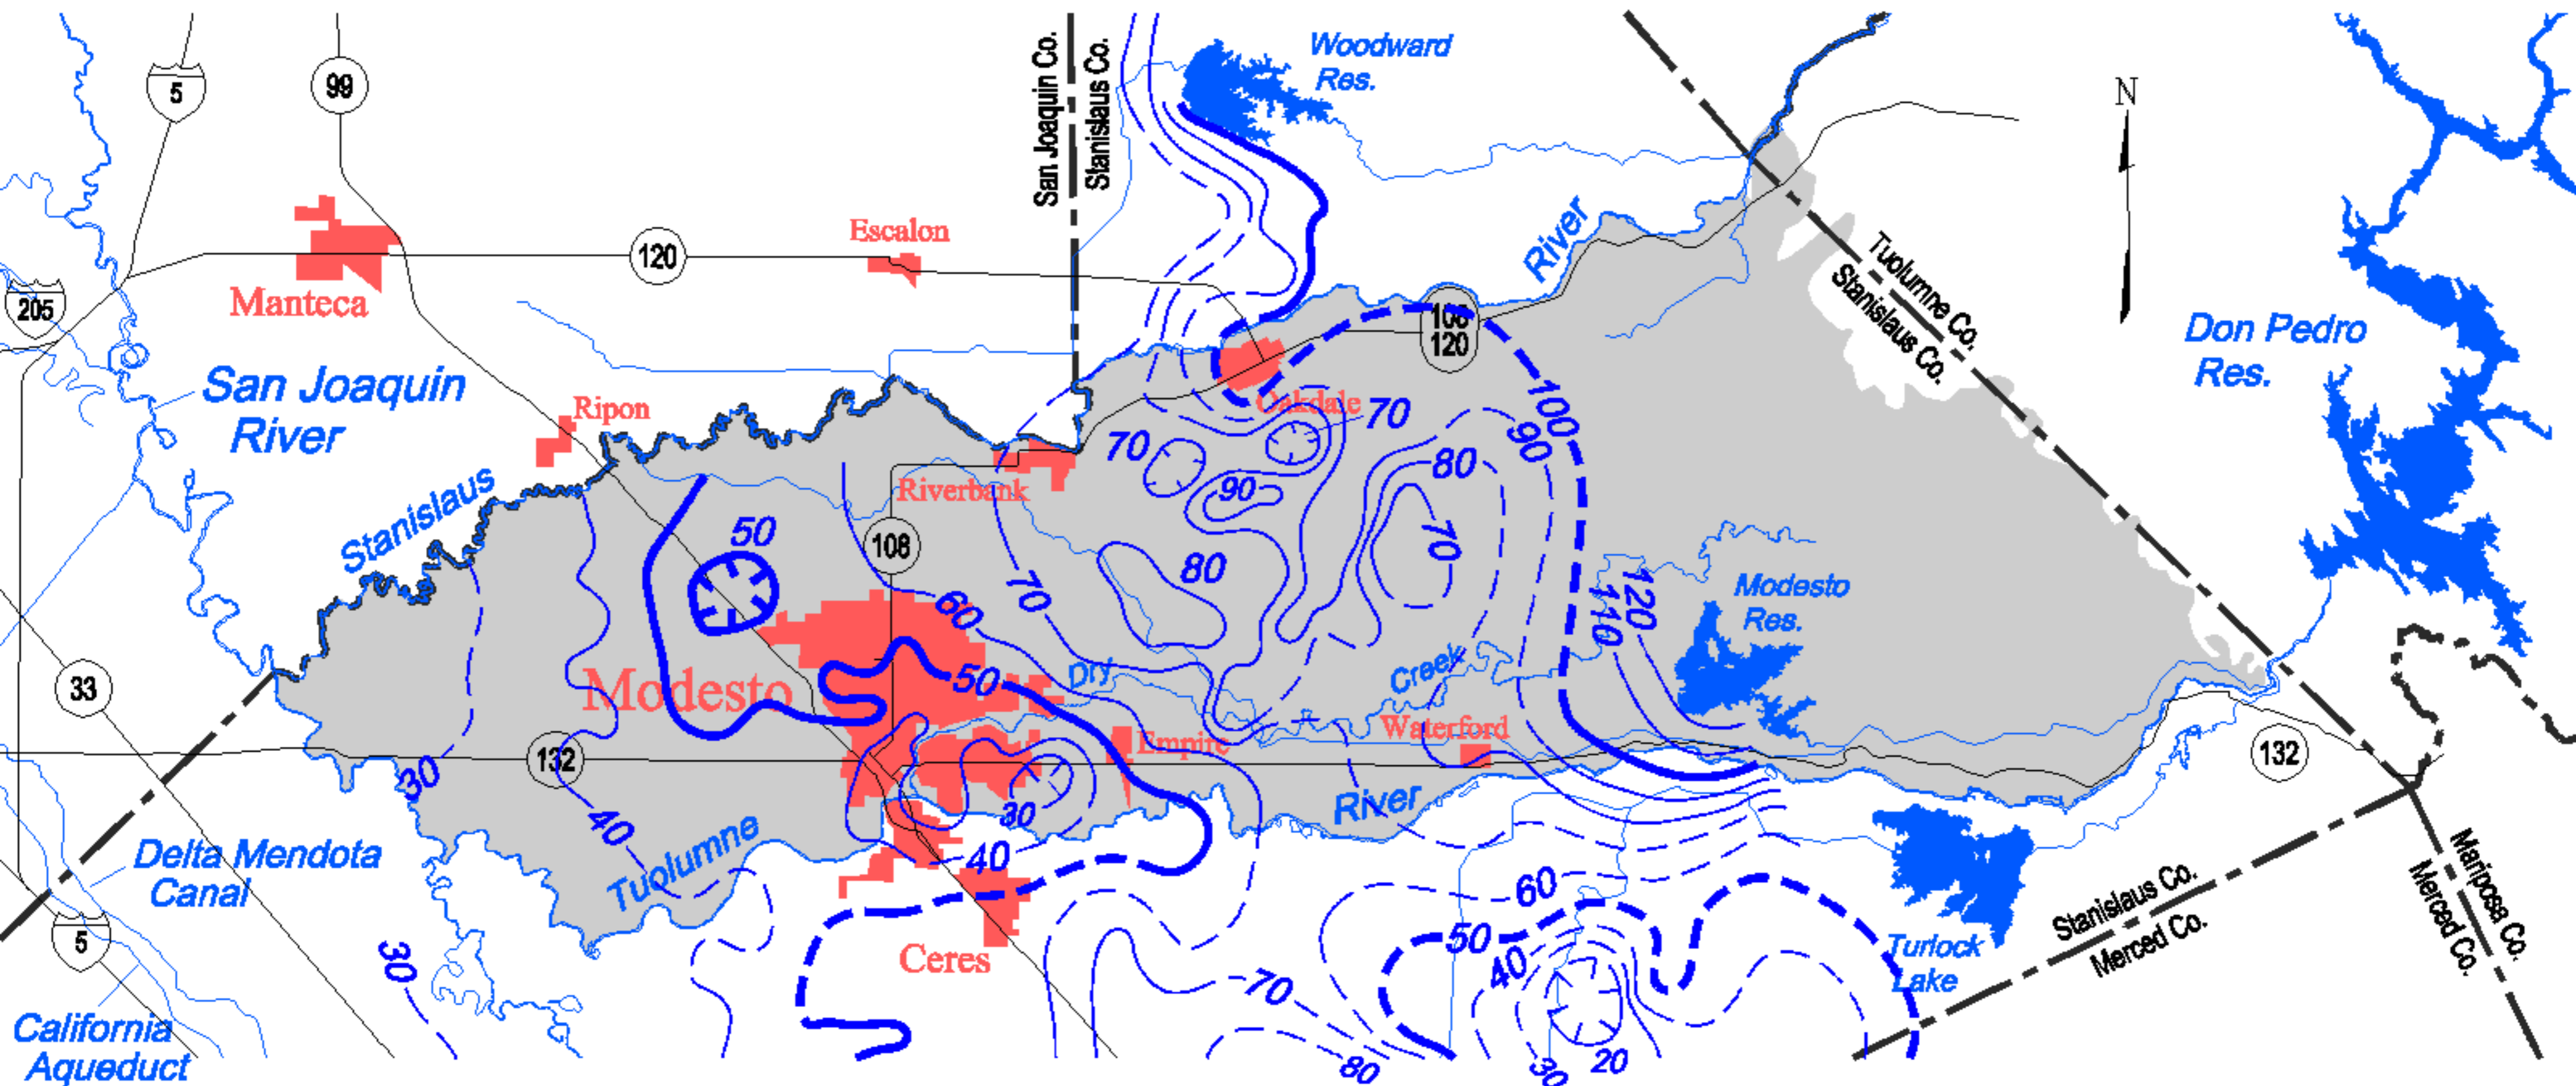 Woodward
Res.
San Joaquin Co.
Stanislaus Co.
5
99
N
120
Escalon
River
Tuolumne Co.
Stanislaus Co.
205
Manteca
108
120
Don Pedro
Res.
San Joaquin
River
Ripon
Oakdale
70
100
70
90
80
Stanislaus
Riverbank
90
50
108
70
80
70
60
120
110
Modesto
Res.
33
Modesto
50
Dry
Creek
Waterford
Empire
132
132
30
30
40
Tuolumne
River
40
Delta Mendota
Canal
60
Stanislaus Co.
Merced Co.
Mariposa Co.
Merced Co.
5
30
Ceres
50
40
Turlock
Lake
70
California
Aqueduct
80
30
20